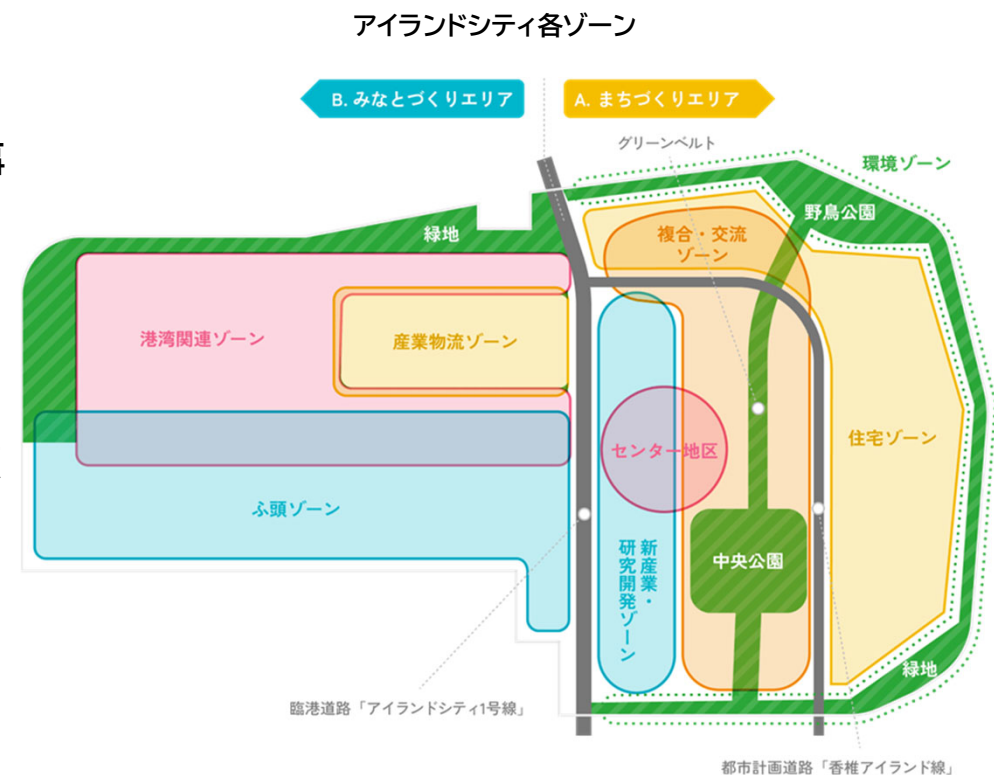 アイランドシティ各ゾーン
B. みなとづくりエリア
A. まちづくりエリア
グリーンベルト
環境ゾーン
野鳥公園
緑地
複合・交流
ゾーン
港湾関連ゾーン
産業物流ゾーン
センター地区
住宅ゾーン
ふ頭ゾーン
新産業・
研究開発ゾーン
中央公園
緑地
臨港道路「アイランドシティ1号線」
都市計画道路「香椎アイランド線」